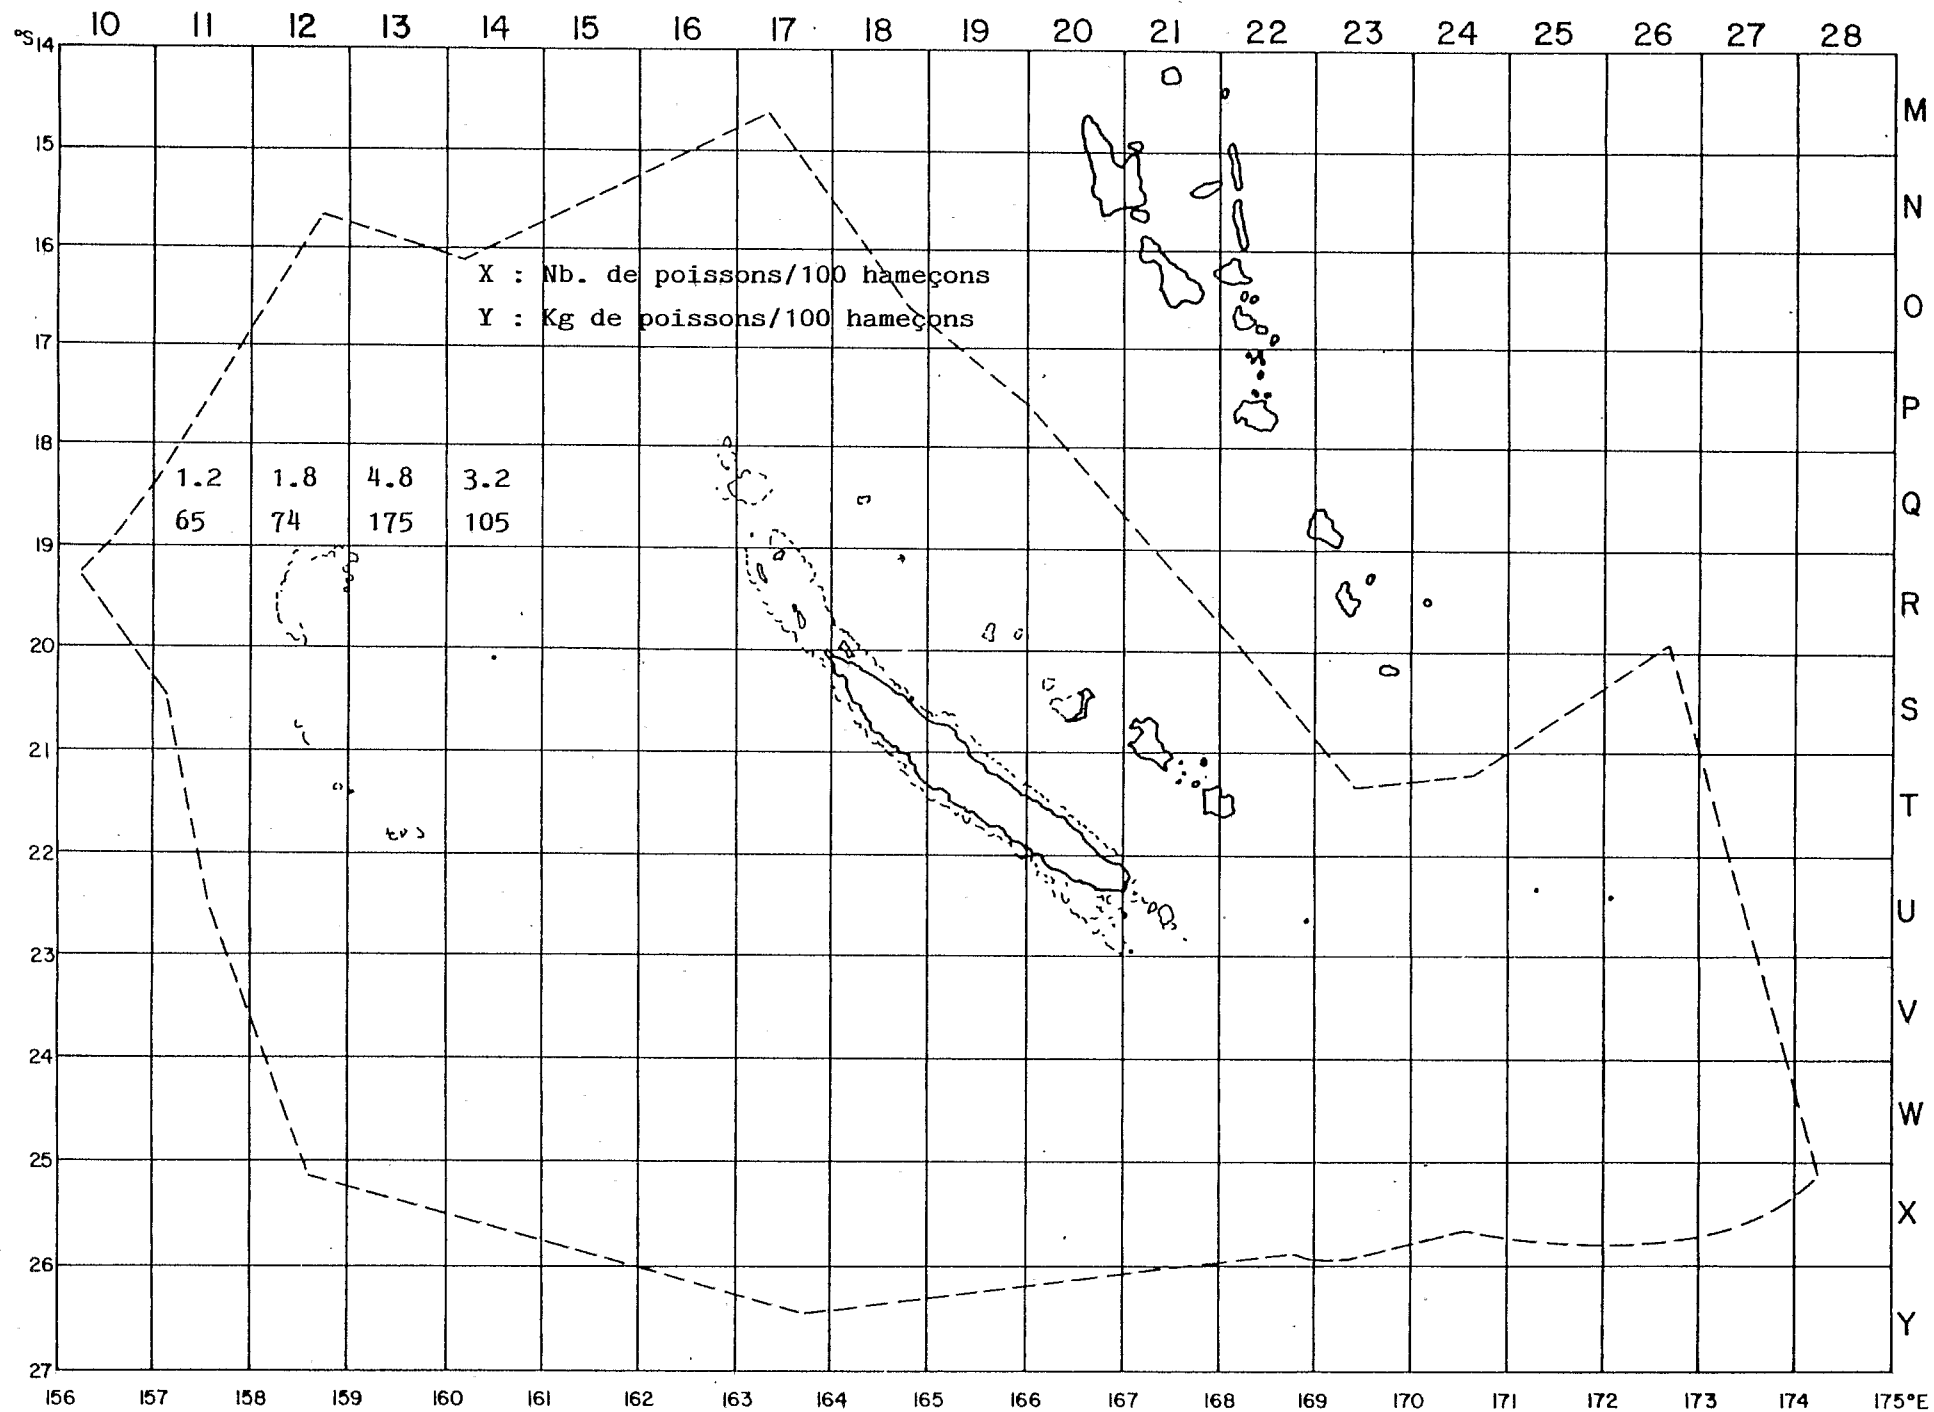 10 11 12 13 14 15 16 17 18 19 20 21 22 23 24 25 26 27 28
°S 14
M
15
N
16
X : Nb. de poissons/100 hameçons
O
Y : Kg de poissons/100 hameçons
17
P
18
1.2 1.8 4.8 3.2
Q
65 74 175 105
19
R
20
S
21
T
22
U
23
V
24
W
25
X
26
Y
27
156 157 158 159 160 161 162 163 164 165 166 167 168 169 170 171 172 173 174 175°E